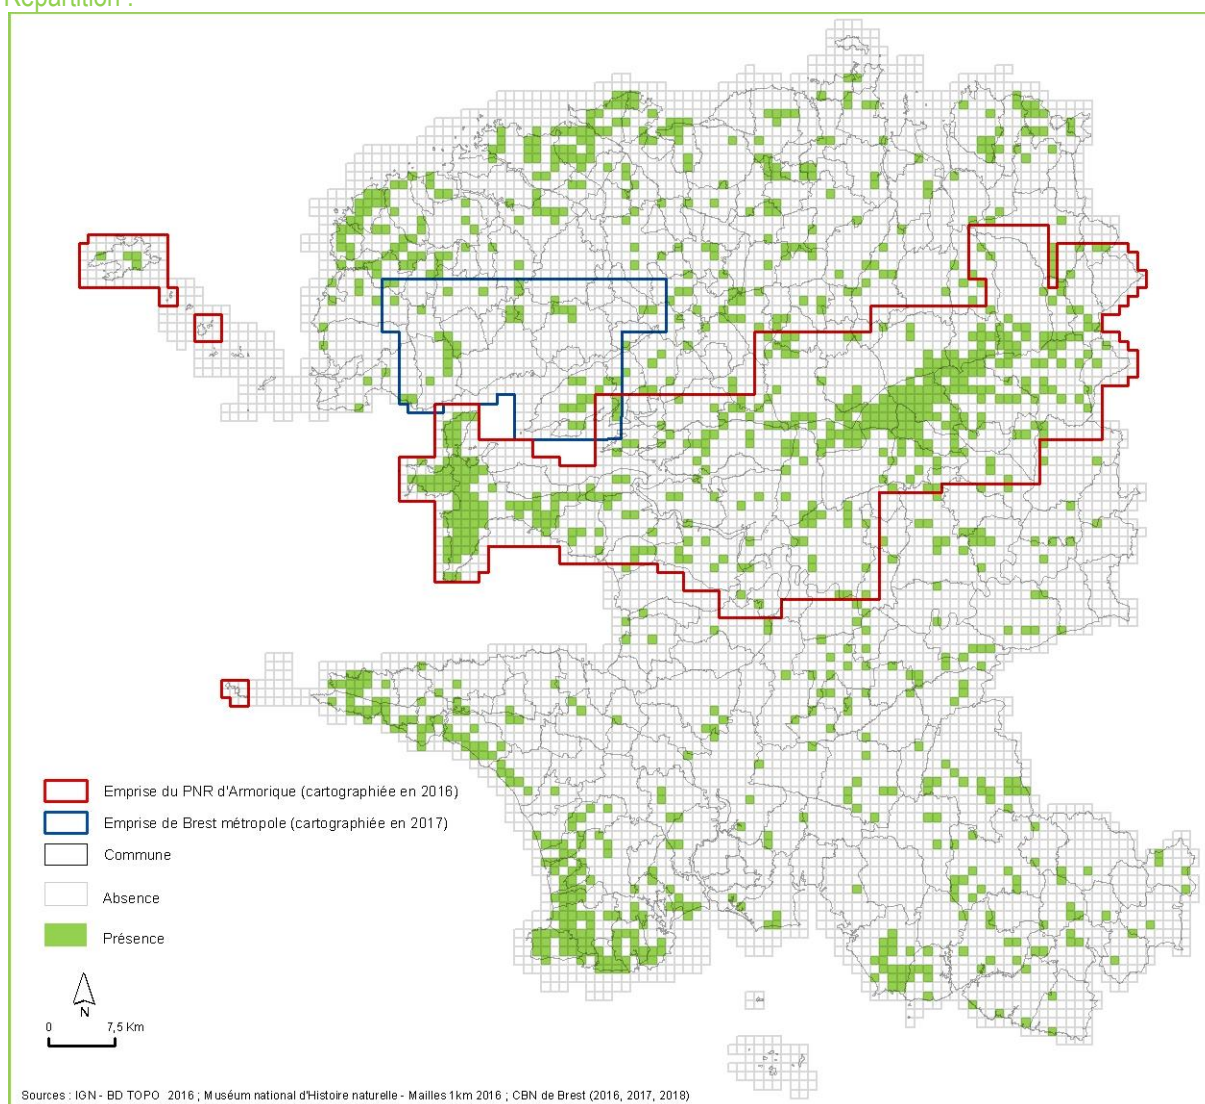 Répartition :
Emprise du PNR d'Armorique (cartographiée en 2016)
Emprise de Brest métropole (cartographiée en 2017)
Commune
Absence
Présence
N
0 7,5 Km
Sources : IGN - BD TOPO 2016 ; Muséum national d'Histoire naturelle - Mailles 1km 2016 ; CBN de Brest (2016, 2017, 2018)